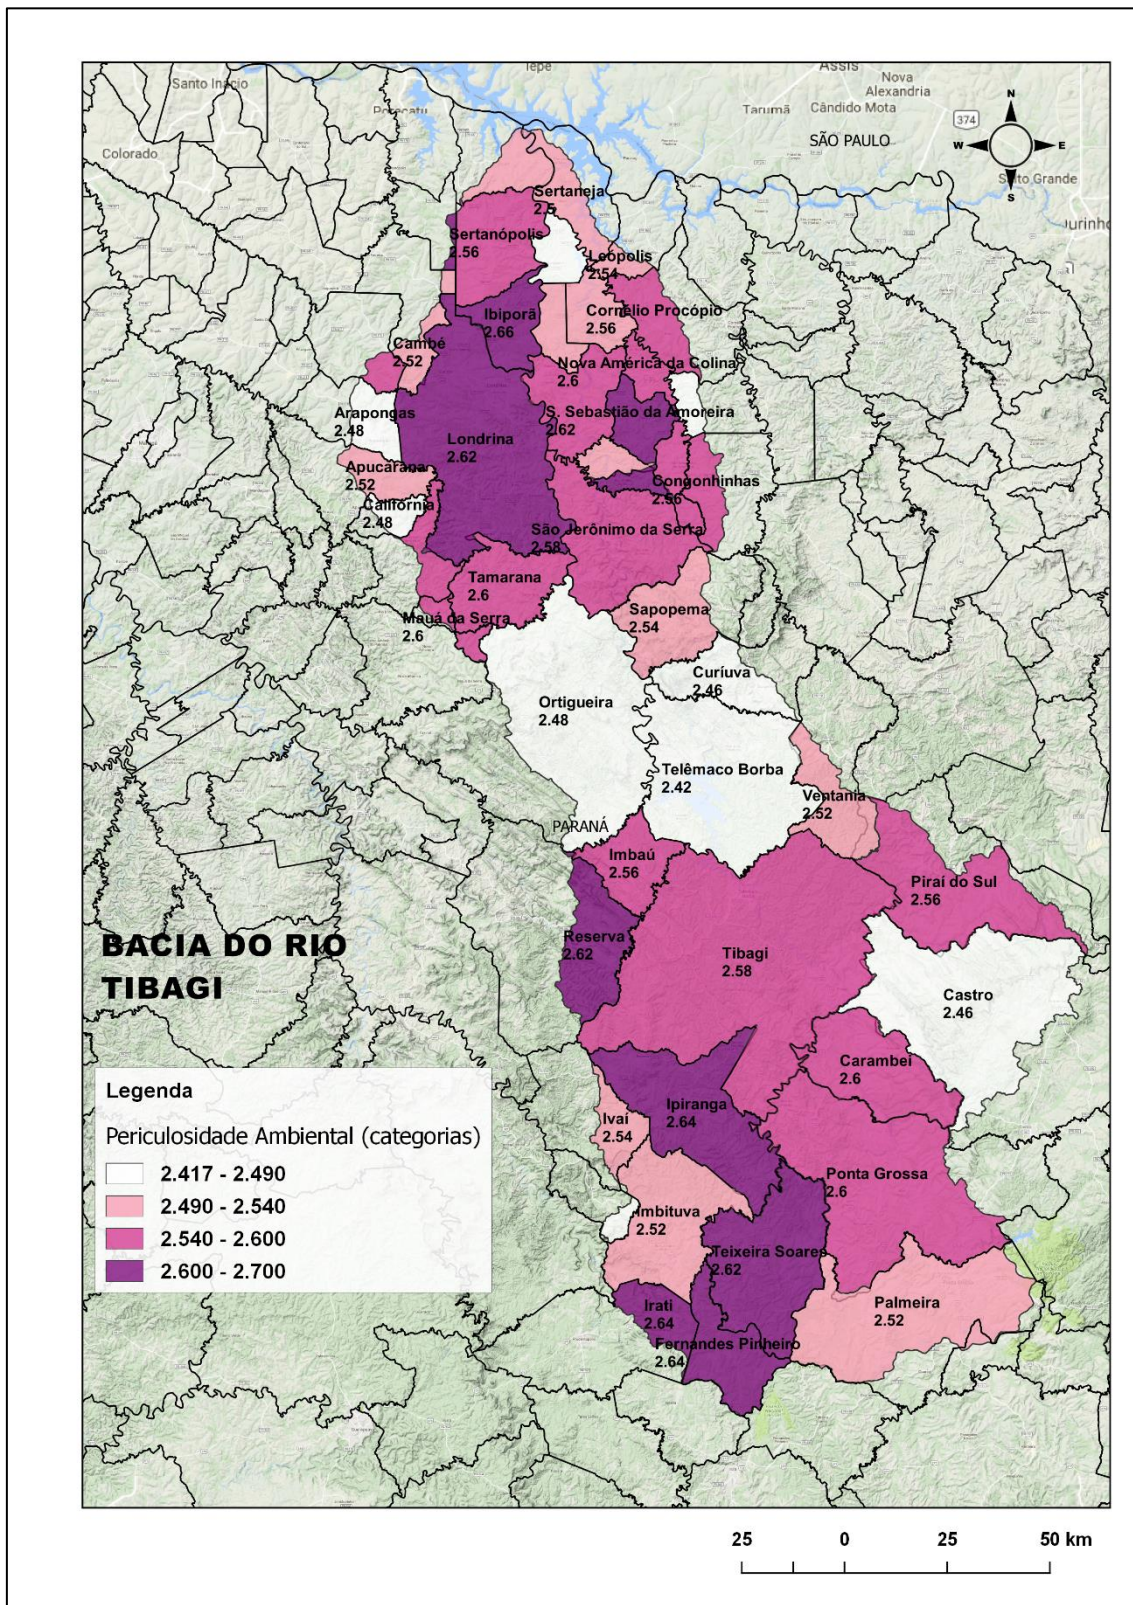 Iepe
Assis
Santo Inácio
Nova
Alexandria
Porecatu
Tarumã
Cândido Mota
374
N
SÃO PAULO
W
E
Colorado
S
Salto Grande
Sertaneja
2.5
Ourinho
Sertanópolis
2.56
Leópolis
2.54
Ibiporã
2.66
Cornélio Procópio
2.56
Cambé
2.52
Nova América da Colina
2.6
Arapongas
2.48
S. Sebastião da Amoreira
2.62
Londrina
2.62
Apucarana
2.52
Congonhinhas
2.56
Califórnia
2.48
São Jerônimo da Serra
2.58
Tamarana
2.6
Sapopema
2.54
Mauá da Serra
2.6
Curiúva
2.46
Ortigueira
2.48
Telêmaco Borba
2.42
Ventania
2.52
PARANÁ
Imbaú
2.56
Piraí do Sul
2.56
BACIA DO RIO
TIBAGI
Reserva
2.62
Tibagi
2.58
Castro
2.46
Carambeí
2.6
Legenda
Periculosidade Ambiental (categorias)
2.417 - 2.490
2.490 - 2.540
2.540 - 2.600
2.600 - 2.700
Ipiranga
2.64
Ivaí
2.54
Ponta Grossa
2.6
Imbituva
2.52
Teixeira Soares
2.62
Irati
2.64
Palmeira
2.52
Fernandes Pinheiro
2.64
25 0 25 50 km